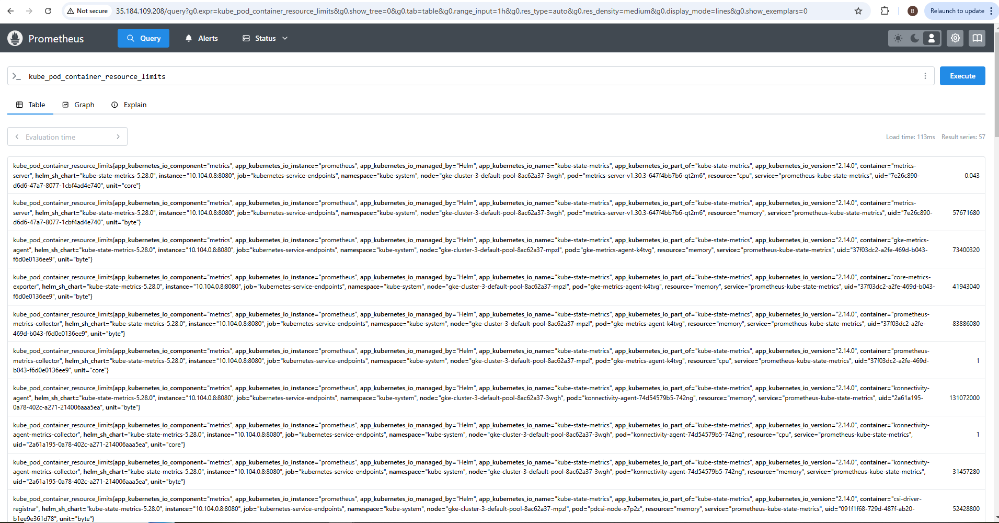 Not secure
35.184.109.208/query?g0.expr=kube_pod_container_resource_limits&g0.show_tree=0&g0.tab=table&g0.range_input=1h&g0.res_type=auto&g0.res_density=medium&g0.display_mode=lines&g0.show_exemplars=0
B
Relaunch to update
Prometheus
Query
Alerts
Status
>_ kube_pod_container_resource_limits
Execute
Table
Graph
Explain
Evaluation time
Load time: 113ms Result series: 57
kube_pod_container_resource_limits{app_kubernetes_io_component="metrics", app_kubernetes_io_instance="prometheus", app_kubernetes_io_managed_by="Helm", app_kubernetes_io_name="kube-state-metrics", app_kubernetes_io_part_of="kube-state-metrics", app_kubernetes_io_version="2.14.0", container="metrics-
server", helm_sh_chart="kube-state-metrics-5.28.0", instance="10.104.0.8:8080", job="kubernetes-service-endpoints", namespace="kube-system", node="gke-cluster-3-default-pool-8ac62a37-3wgh", pod="metrics-server-v1.30.3-647f4bb7b6-qt2m6", resource="cpu", service="prometheus-kube-state-metrics", uid="7e26c890- 0.043
d6d6-47a7-8077-1cbf4ad4e740", unit="core"}
kube_pod_container_resource_limits{app_kubernetes_io_component="metrics", app_kubernetes_io_instance="prometheus", app_kubernetes_io_managed_by="Helm", app_kubernetes_io_name="kube-state-metrics", app_kubernetes_io_part_of="kube-state-metrics", app_kubernetes_io_version="2.14.0", container="metrics-
server", helm_sh_chart="kube-state-metrics-5.28.0", instance="10.104.0.8:8080", job="kubernetes-service-endpoints", namespace="kube-system", node="gke-cluster-3-default-pool-8ac62a37-3wgh", pod="metrics-server-v1.30.3-647f4bb7b6-qt2m6", resource="memory", service="prometheus-kube-state-metrics", uid="7e26c890- 57671680
d6d6-47a7-8077-1cbf4ad4e740", unit="byte"}
kube_pod_container_resource_limits{app_kubernetes_io_component="metrics", app_kubernetes_io_instance="prometheus", app_kubernetes_io_managed_by="Helm", app_kubernetes_io_name="kube-state-metrics", app_kubernetes_io_part_of="kube-state-metrics", app_kubernetes_io_version="2.14.0", container="gke-metrics-
agent", helm_sh_chart="kube-state-metrics-5.28.0", instance="10.104.0.8:8080", job="kubernetes-service-endpoints", namespace="kube-system", node="gke-cluster-3-default-pool-8ac62a37-mpzl", pod="gke-metrics-agent-k4tvg", resource="memory", service="prometheus-kube-state-metrics", uid="37f03dc2-a2fe-469d-b043- 73400320
f6d0e0136ee9", unit="byte"}
kube_pod_container_resource_limits{app_kubernetes_io_component="metrics", app_kubernetes_io_instance="prometheus", app_kubernetes_io_managed_by="Helm", app_kubernetes_io_name="kube-state-metrics", app_kubernetes_io_part_of="kube-state-metrics", app_kubernetes_io_version="2.14.0", container="core-metrics-
exporter", helm_sh_chart="kube-state-metrics-5.28.0", instance="10.104.0.8:8080", job="kubernetes-service-endpoints", namespace="kube-system", node="gke-cluster-3-default-pool-8ac62a37-mpzl", pod="gke-metrics-agent-k4tvg", resource="memory", service="prometheus-kube-state-metrics", uid="37f03dc2-a2fe-469d-b043- 41943040
f6d0e0136ee9", unit="byte"}
kube_pod_container_resource_limits{app_kubernetes_io_component="metrics", app_kubernetes_io_instance="prometheus", app_kubernetes_io_managed_by="Helm", app_kubernetes_io_name="kube-state-metrics", app_kubernetes_io_part_of="kube-state-metrics", app_kubernetes_io_version="2.14.0", container="prometheus-
metrics-collector", helm_sh_chart="kube-state-metrics-5.28.0", instance="10.104.0.8:8080", job="kubernetes-service-endpoints", namespace="kube-system", node="gke-cluster-3-default-pool-8ac62a37-mpzl", pod="gke-metrics-agent-k4tvg", resource="memory", service="prometheus-kube-state-metrics", uid="37f03dc2-a2fe- 83886080
469d-b043-f6d0e0136ee9", unit="byte"}
kube_pod_container_resource_limits{app_kubernetes_io_component="metrics", app_kubernetes_io_instance="prometheus", app_kubernetes_io_managed_by="Helm", app_kubernetes_io_name="kube-state-metrics", app_kubernetes_io_part_of="kube-state-metrics", app_kubernetes_io_version="2.14.0", container="prometheus-
metrics-collector", helm_sh_chart="kube-state-metrics-5.28.0", instance="10.104.0.8:8080", job="kubernetes-service-endpoints", namespace="kube-system", node="gke-cluster-3-default-pool-8ac62a37-mpzl", pod="gke-metrics-agent-k4tvg", resource="cpu", service="prometheus-kube-state-metrics", uid="37f03dc2-a2fe-469d- 1
b043-f6d0e0136ee9", unit="core"}
kube_pod_container_resource_limits{app_kubernetes_io_component="metrics", app_kubernetes_io_instance="prometheus", app_kubernetes_io_managed_by="Helm", app_kubernetes_io_name="kube-state-metrics", app_kubernetes_io_part_of="kube-state-metrics", app_kubernetes_io_version="2.14.0", container="konnectivity-
agent", helm_sh_chart="kube-state-metrics-5.28.0", instance="10.104.0.8:8080", job="kubernetes-service-endpoints", namespace="kube-system", node="gke-cluster-3-default-pool-8ac62a37-3wgh", pod="konnectivity-agent-74d54579b5-742ng", resource="memory", service="prometheus-kube-state-metrics", uid="2a61a195- 131072000
0a78-402c-a271-214006aaa5ea", unit="byte"}
kube_pod_container_resource_limits{app_kubernetes_io_component="metrics", app_kubernetes_io_instance="prometheus", app_kubernetes_io_managed_by="Helm", app_kubernetes_io_name="kube-state-metrics", app_kubernetes_io_part_of="kube-state-metrics", app_kubernetes_io_version="2.14.0", container="konnectivity-
agent-metrics-collector", helm_sh_chart="kube-state-metrics-5.28.0", instance="10.104.0.8:8080", job="kubernetes-service-endpoints", namespace="kube-system", node="gke-cluster-3-default-pool-8ac62a37-3wgh", pod="konnectivity-agent-74d54579b5-742ng", resource="cpu", service="prometheus-kube-state-metrics", 1
uid="2a61a195-0a78-402c-a271-214006aaa5ea", unit="core"}
kube_pod_container_resource_limits{app_kubernetes_io_component="metrics", app_kubernetes_io_instance="prometheus", app_kubernetes_io_managed_by="Helm", app_kubernetes_io_name="kube-state-metrics", app_kubernetes_io_part_of="kube-state-metrics", app_kubernetes_io_version="2.14.0", container="konnectivity-
agent-metrics-collector", helm_sh_chart="kube-state-metrics-5.28.0", instance="10.104.0.8:8080", job="kubernetes-service-endpoints", namespace="kube-system", node="gke-cluster-3-default-pool-8ac62a37-3wgh", pod="konnectivity-agent-74d54579b5-742ng", resource="memory", service="prometheus-kube-state-metrics", 31457280
uid="2a61a195-0a78-402c-a271-214006aaa5ea", unit="byte"}
kube_pod_container_resource_limits{app_kubernetes_io_component="metrics", app_kubernetes_io_instance="prometheus", app_kubernetes_io_managed_by="Helm", app_kubernetes_io_name="kube-state-metrics", app_kubernetes_io_part_of="kube-state-metrics", app_kubernetes_io_version="2.14.0", container="csi-driver-
registrar", helm_sh_chart="kube-state-metrics-5.28.0", instance="10.104.0.8:8080", job="kubernetes-service-endpoints", namespace="kube-system", node="gke-cluster-3-default-pool-8ac62a37-mpzl", pod="pdcsi-node-x7p2z", resource="memory", service="prometheus-kube-state-metrics", uid="091f1f68-729d-487f-ab20- 52428800
b1ee9e361d78", unit="byte"}